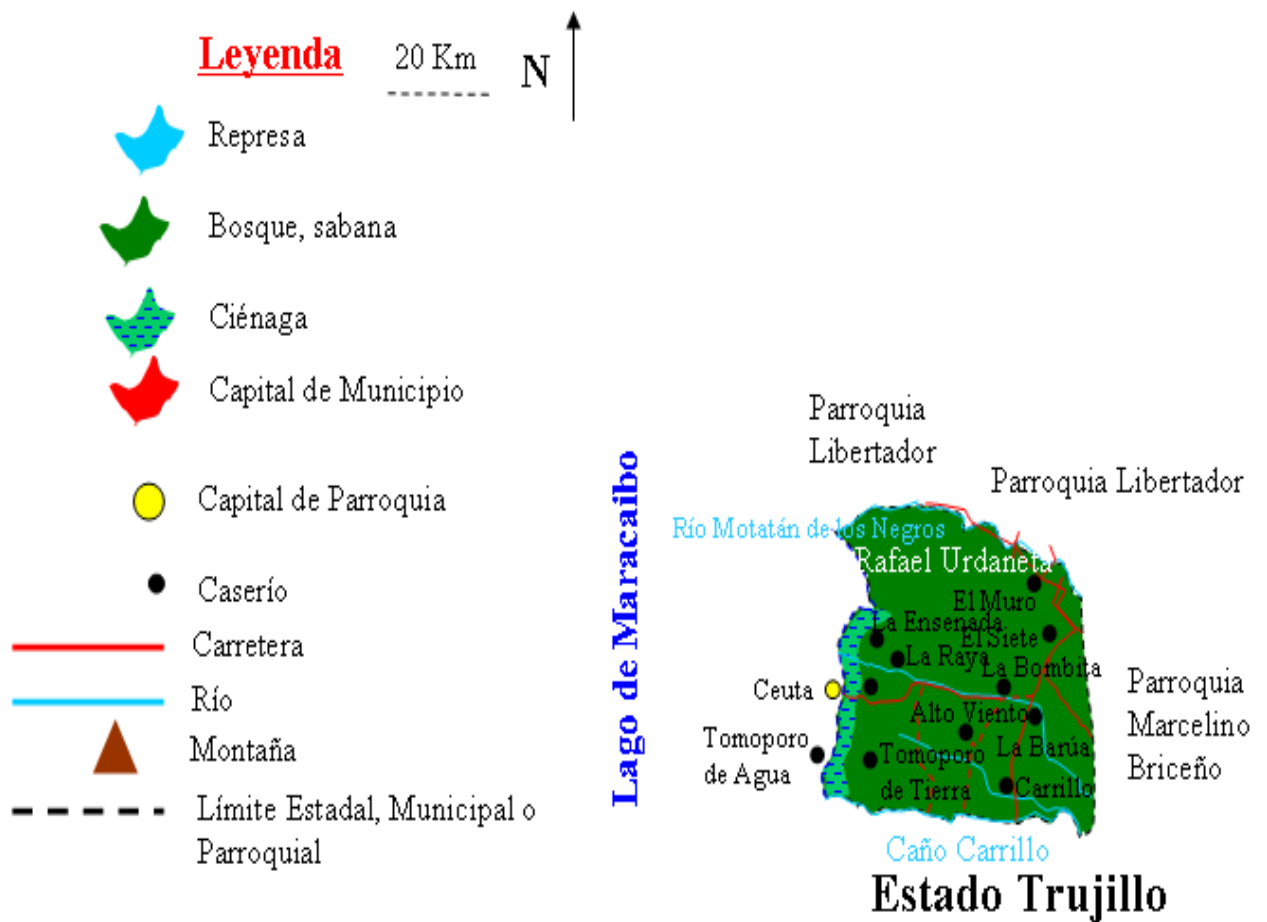 Leyenda
20 Km
N
Represa
Bosque, sabana
Ciénaga
Capital de Municipio
Capital de Parroquia
Caserío
Carretera
Río
Montaña
Límite Estadal, Municipal o
Parroquial
Lago de Maracaibo
Parroquia
Libertador
Parroquia Libertador
Río Motatán de los Negros
Rafael Urdaneta
El Muro
La Ensenada
El Siete
La Raya
La Bombita
Ceuta
Alto Viento
Tomoporo
de Agua
La Barúa
Tomoporo
de Tierra
Carrillo
Parroquia
Marcelino
Briceño
Caño Carrillo
Estado Trujillo